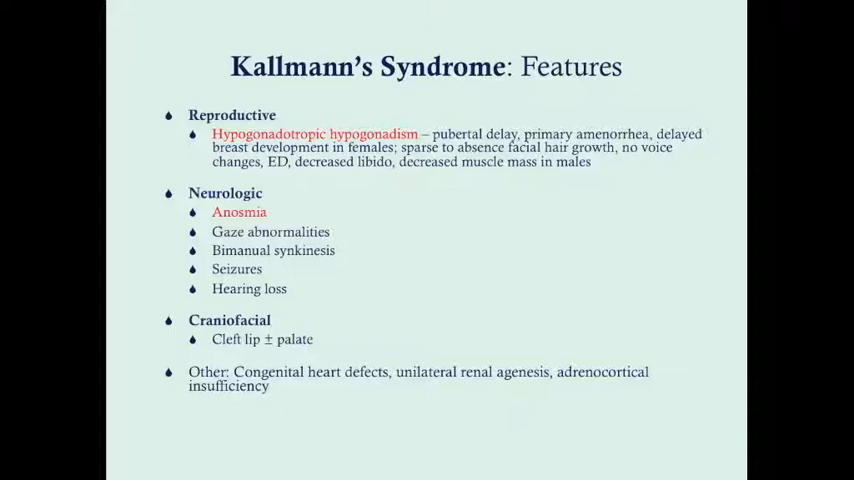 Kallmann's Syndrome: Features
Reproductive
Hypogonadotropic hypogonadism – pubertal delay, primary amenorrhea, delayed
breast development in females; sparse to absence facial hair growth, no voice
changes, ED, decreased libido, decreased muscle mass in males
Neurologic
Anosmia
Gaze abnormalities
Bimanual synkinesis
Seizures
Hearing loss
Craniofacial
Cleft lip ± palate
Other: Congenital heart defects, unilateral renal agenesis, adrenocortical
insufficiency